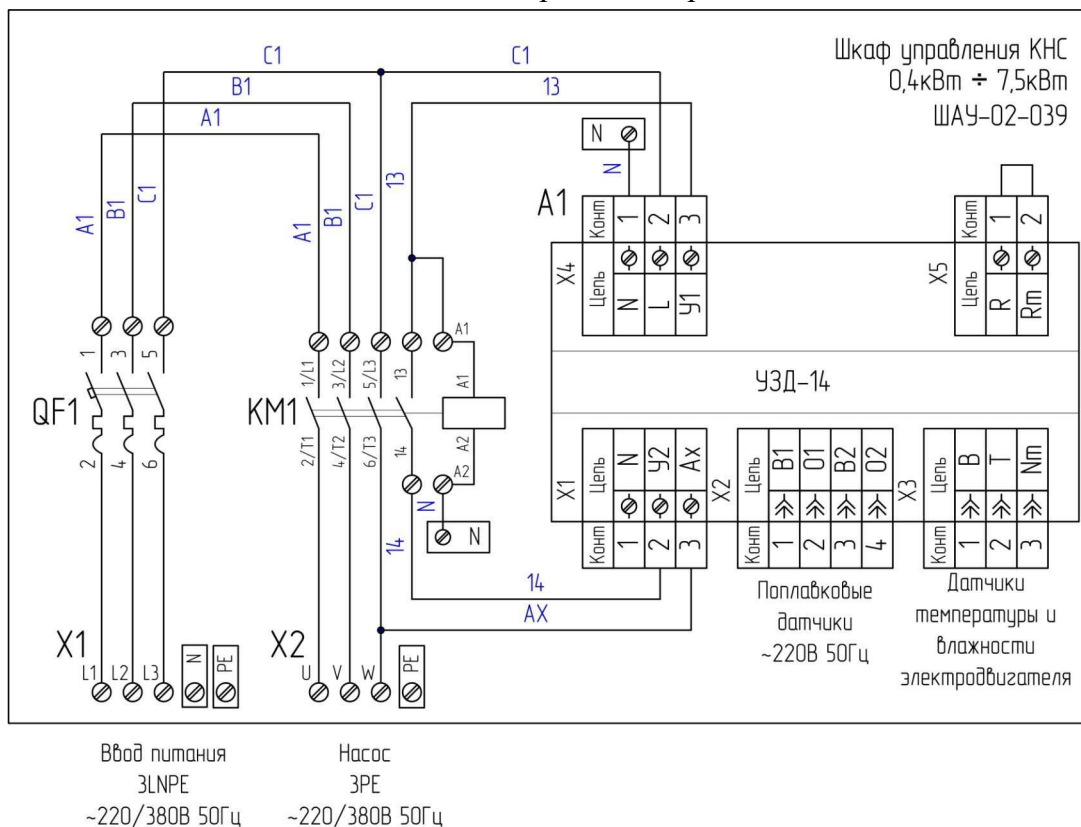 C1
C1
Шкаф управления КНС
0,4кВт ÷ 7,5кВт
ШАУ-02-039
B1
13
A1
N
A1
B1
C1
A1
B1
C1
13
N
A1
Конт
1
2
3
Конт
1
2
X4
Цепь
N
L
У1
X5
Цепь
R
Rm
1
3
5
QF1
2
4
6
KM1
1/L1
3/L2
5/L3
13
A1
A1
2/T1
4/T2
6/T3
14
A2
A2
УЗД-14
X1
Цепь
N
У2
Ax
X2
Цепь
B1
O1
B2
O2
X3
Цепь
B
T
Nm
N
N
14
Конт
1
2
3
Конт
1
2
3
4
Конт
1
2
3
14
AX
Поплавковые
датчики
~220В 50Гц
Датчики
температуры и
влажности
электродвигателя
X1
L1
L2
L3
N
PE
X2
U
V
W
PE
Ввод питания
3LNPE
~220/380В 50Гц
Насос
3PE
~220/380В 50Гц